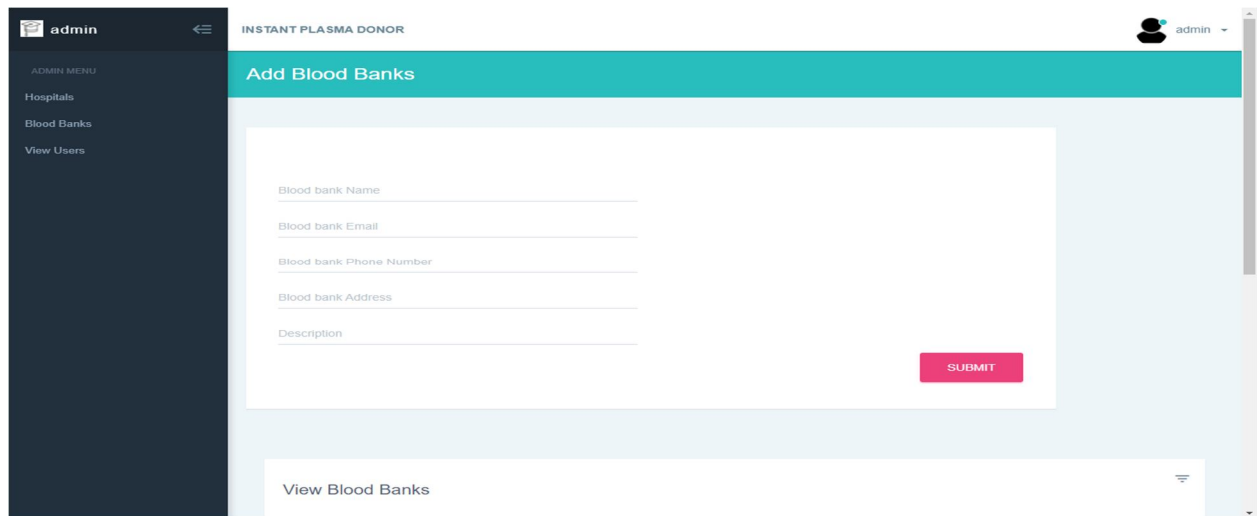 admin
INSTANT PLASMA DONOR
admin
ADMIN MENU
Hospitals
Blood Banks
View Users
Add Blood Banks
Blood bank Name
Blood bank Email
Blood bank Phone Number
Blood bank Address
Description
SUBMIT
View Blood Banks